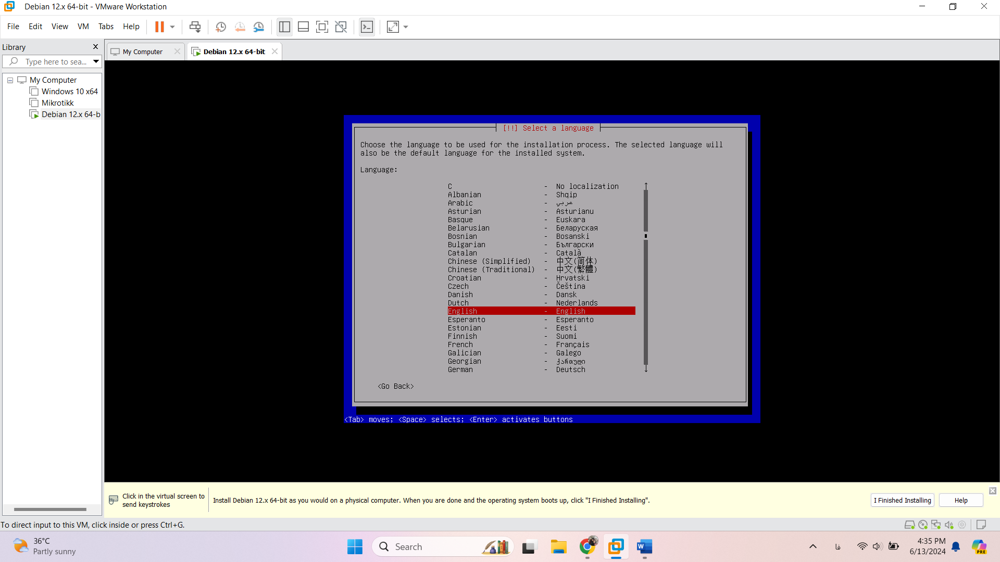 Debian 12.x 64-bit - VMware Workstation
File Edit View VM Tabs Help
Library
My Computer
Debian 12.x 64-bit
Type here to sea...
My Computer
Windows 10 x64
Mikrotikk
Debian 12.x 64-b
[!!] Select a language
Choose the language to be used for the installation process. The selected language will
also be the default language for the installed system.
Language:
C - No localization
Albanian - Shqip
Arabic - عربي
Asturian - Asturianu
Basque - Euskara
Belarusian - Беларуская
Bosnian - Bosanski
Bulgarian - Български
Catalan - Català
Chinese (Simplified) - 中文(简体)
Chinese (Traditional) - 中文(繁體)
Croatian - Hrvatski
Czech - Čeština
Danish - Dansk
Dutch - Nederlands
English - English
Esperanto - Esperanto
Estonian - Eesti
Finnish - Suomi
French - Français
Galician - Galego
Georgian - ქართული
German - Deutsch
<Go Back>
<Tab> moves; <Space> selects; <Enter> activates buttons
Click in the virtual screen to
send keystrokes
Install Debian 12.x 64-bit as you would on a physical computer. When you are done and the operating system boots up, click "I Finished Installing".
I Finished Installing
Help
To direct input to this VM, click inside or press Ctrl+G.
36°C
Partly sunny
Search
W
فا
4:35 PM
6/13/2024
PRE